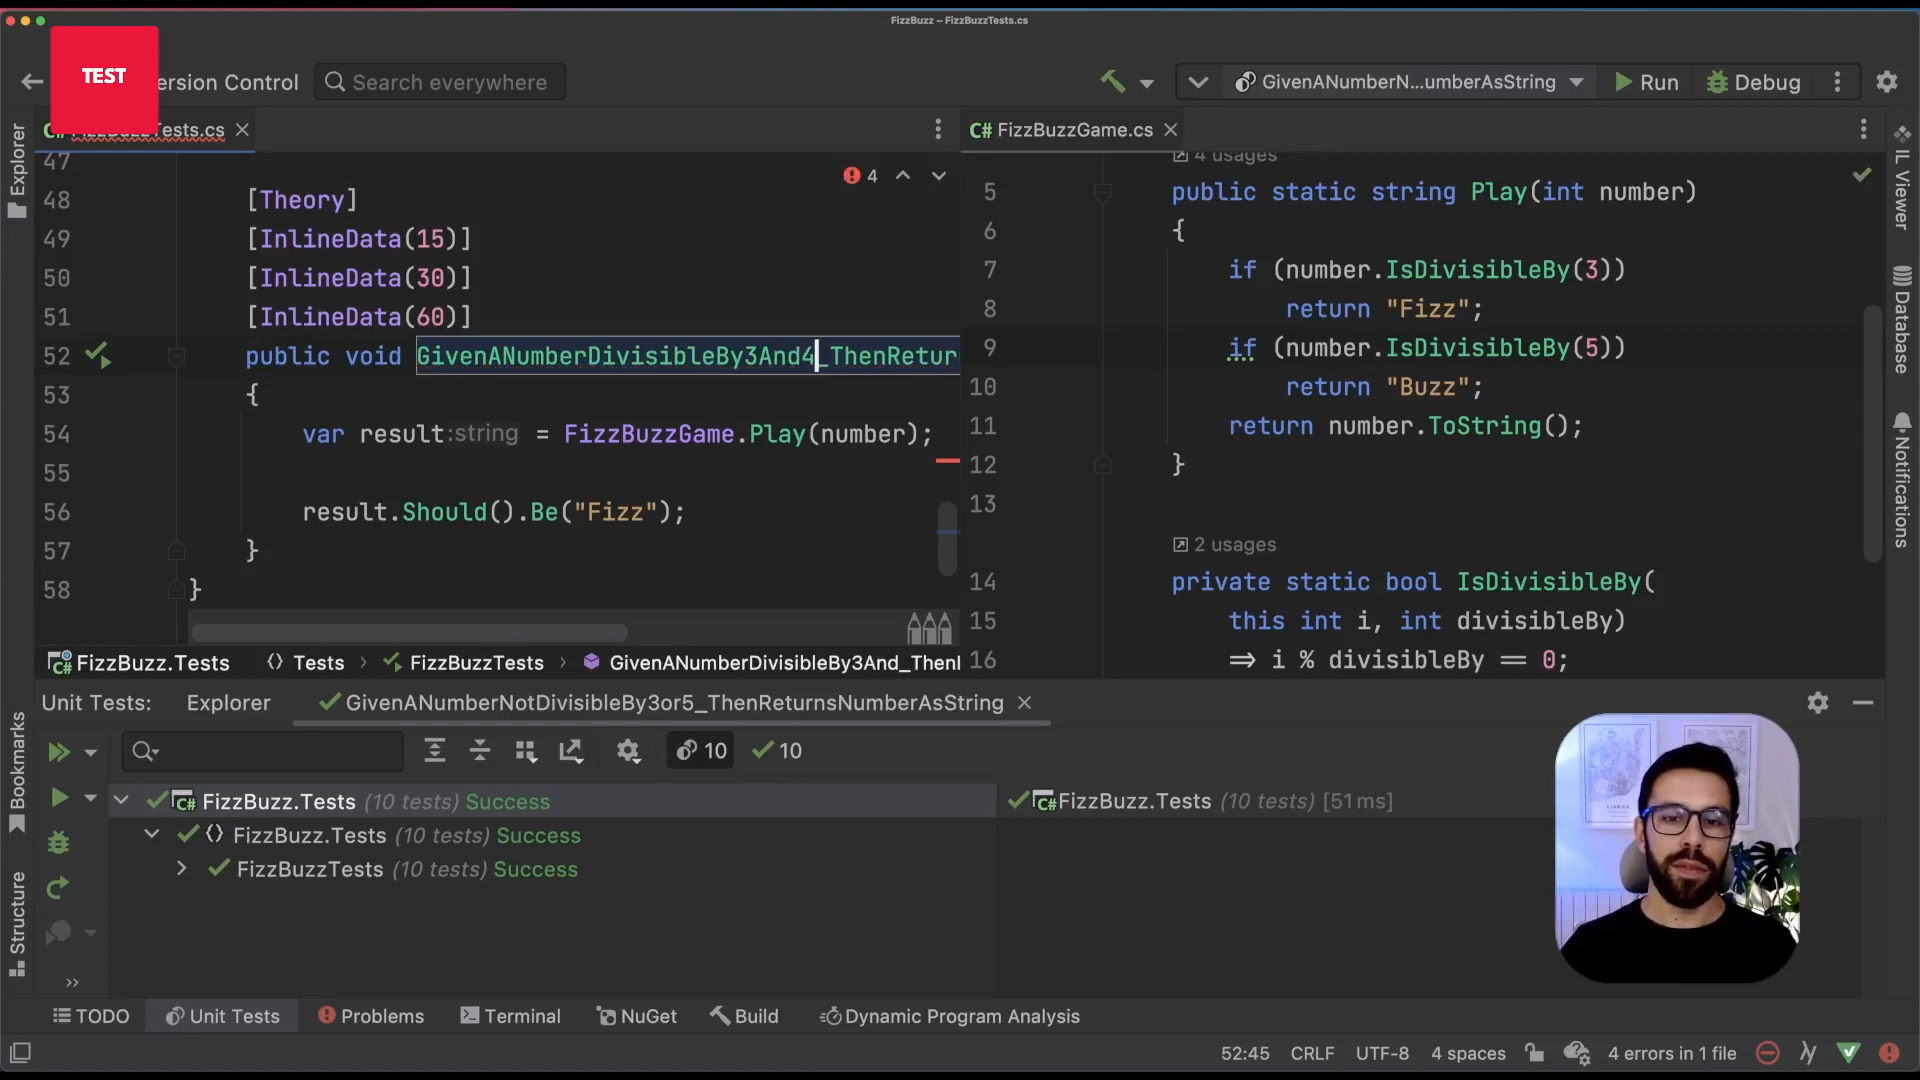 FizzBuzz – FizzBuzzTests.cs
TEST
ersion Control
Search everywhere
GivenANumberN...umberAsString
Run
Debug
C# FizzBuzzTests.cs
C# FizzBuzzGame.cs
Explorer
47
4
48 [Theory]
49 [InlineData(15)]
50 [InlineData(30)]
51 [InlineData(60)]
52 public void GivenANumberDivisibleBy3And4_ThenRetur
53 {
54 var result:string = FizzBuzzGame.Play(number);
55
56 result.Should().Be("Fizz");
57 }
58 }
4 usages
5 public static string Play(int number)
6 {
7 if (number.IsDivisibleBy(3))
8 return "Fizz";
9 if (number.IsDivisibleBy(5))
10 return "Buzz";
11 return number.ToString();
12 }
13
2 usages
14 private static bool IsDivisibleBy(
15 this int i, int divisibleBy)
16 => i % divisibleBy == 0;
IL Viewer
Database
Notifications
C# FizzBuzz.Tests
Tests
FizzBuzzTests
GivenANumberDivisibleBy3And_ThenI
Unit Tests:
Explorer
GivenANumberNotDivisibleBy3or5_ThenReturnsNumberAsString
10
10
C# FizzBuzz.Tests (10 tests) Success
FizzBuzz.Tests (10 tests) Success
FizzBuzzTests (10 tests) Success
C# FizzBuzz.Tests (10 tests) [51 ms]
LISBOA
Bookmarks
Structure
TODO
Unit Tests
Problems
Terminal
NuGet
Build
Dynamic Program Analysis
52:45
CRLF
UTF-8
4 spaces
4 errors in 1 file